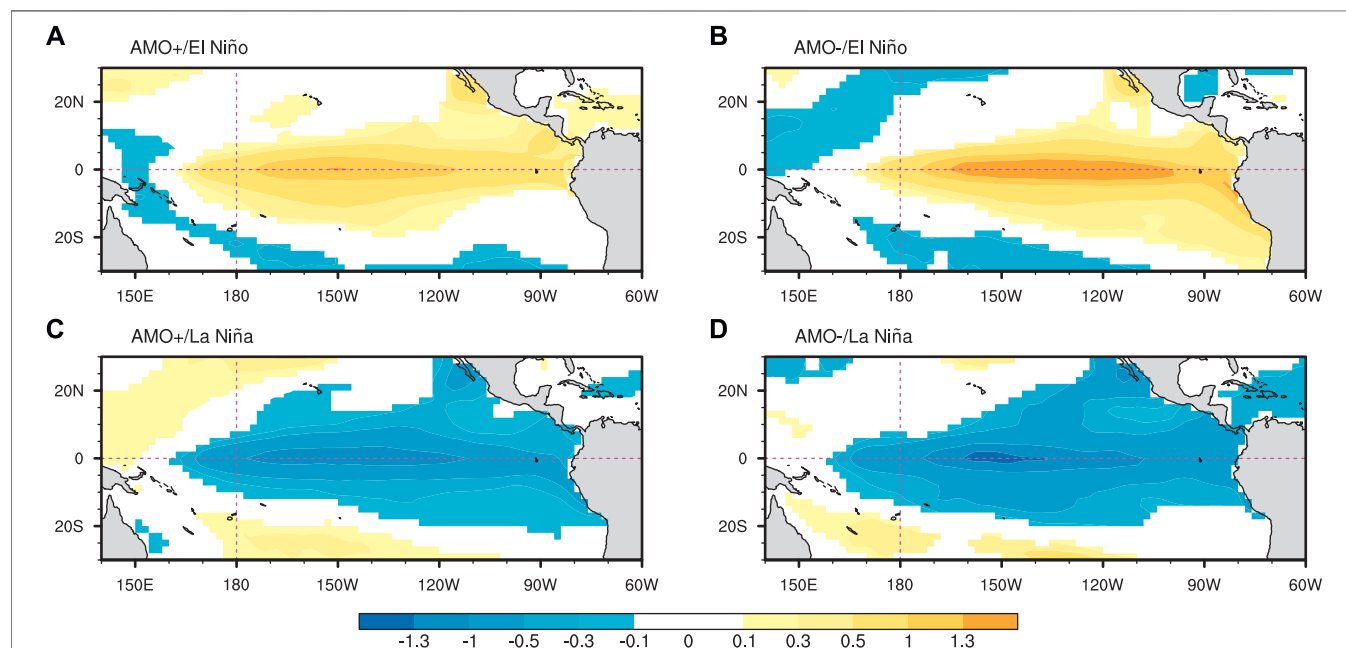 A
AMO+/El Niño
20N
0
20S
150E 180 150W 120W 90W 60W
B
AMO-/El Niño
20N
0
20S
150E 180 150W 120W 90W 60W
C
AMO+/La Niña
20N
0
20S
150E 180 150W 120W 90W 60W
D
AMO-/La Niña
20N
0
20S
150E 180 150W 120W 90W 60W
-1.3 -1 -0.5 -0.3 -0.1 0 0.1 0.3 0.5 1 1.3